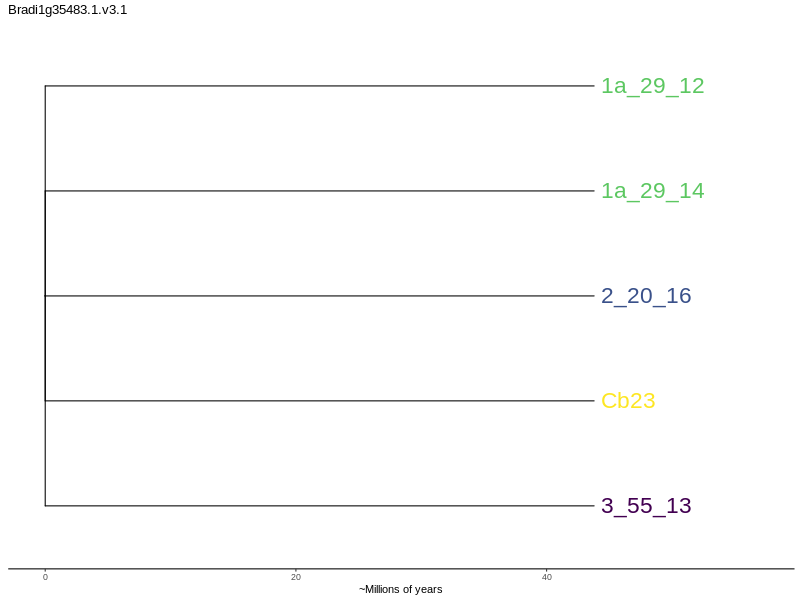 Bradi1g35483.1.v3.1
1a_29_12
1a_29_14
2_20_16
Cb23
3_55_13
0 20 40
~Millions of years